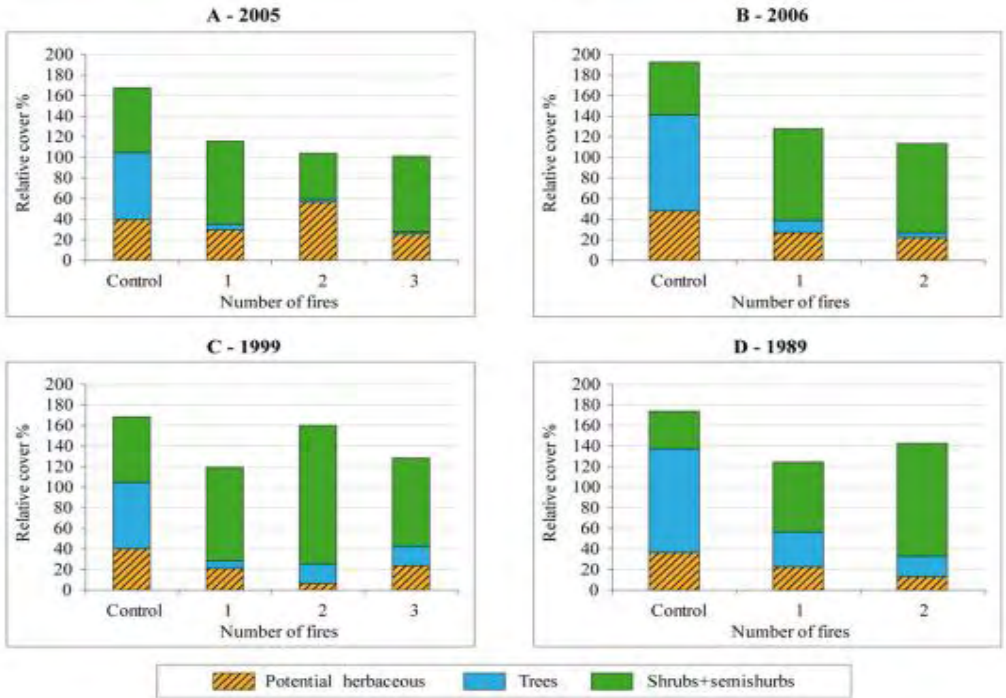 A - 2005
Relative cover %
200
180
160
140
120
100
80
60
40
20
0
Control 1 2 3
Number of fires
B - 2006
Relative cover %
200
180
160
140
120
100
80
60
40
20
0
Control 1 2
Number of fires
C - 1999
Relative cover %
200
180
160
140
120
100
80
60
40
20
0
Control 1 2 3
Number of fires
D - 1989
Relative cover %
200
180
160
140
120
100
80
60
40
20
0
Control 1 2
Number of fires
Potential herbaceous Trees Shrubs+semishurbs